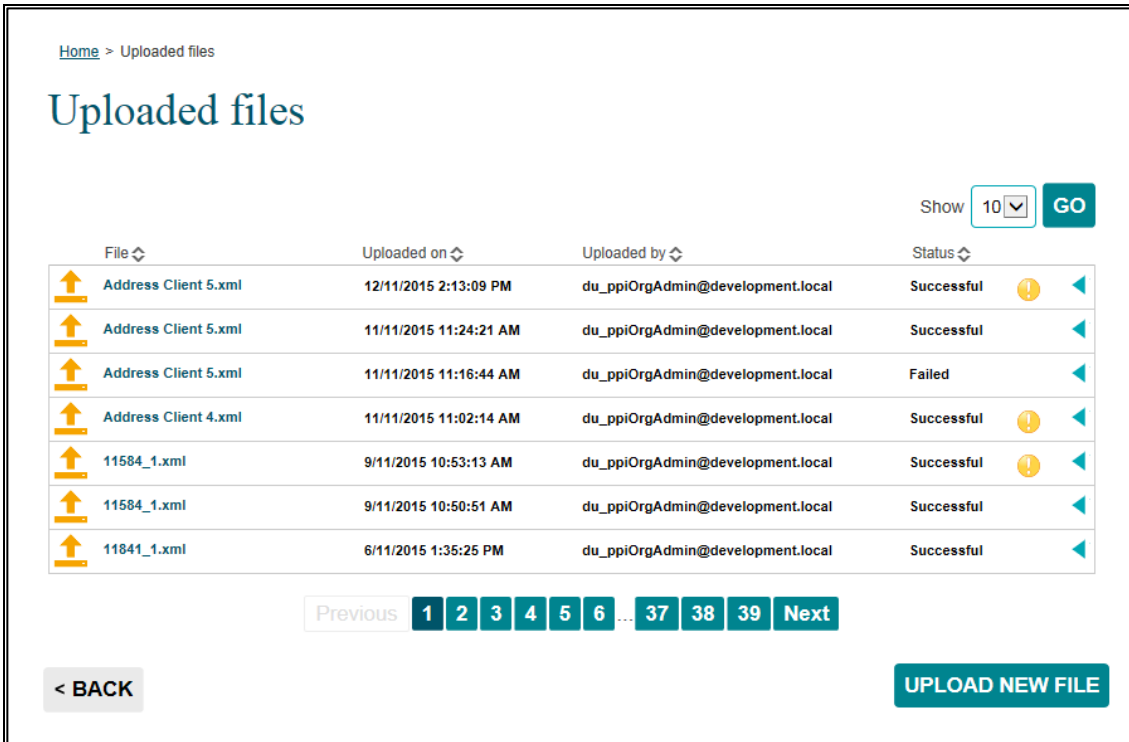 Home > Uploaded files
Uploaded files
Show 10 GO
File Uploaded on Uploaded by Status
Address Client 5.xml 12/11/2015 2:13:09 PM du_ppiOrgAdmin@development.local Successful
Address Client 5.xml 11/11/2015 11:24:21 AM du_ppiOrgAdmin@development.local Successful
Address Client 5.xml 11/11/2015 11:16:44 AM du_ppiOrgAdmin@development.local Failed
Address Client 4.xml 11/11/2015 11:02:14 AM du_ppiOrgAdmin@development.local Successful
11584_1.xml 9/11/2015 10:53:13 AM du_ppiOrgAdmin@development.local Successful
11584_1.xml 9/11/2015 10:50:51 AM du_ppiOrgAdmin@development.local Successful
11841_1.xml 6/11/2015 1:35:25 PM du_ppiOrgAdmin@development.local Successful
Previous 1 2 3 4 5 6 ... 37 38 39 Next
< BACK UPLOAD NEW FILE